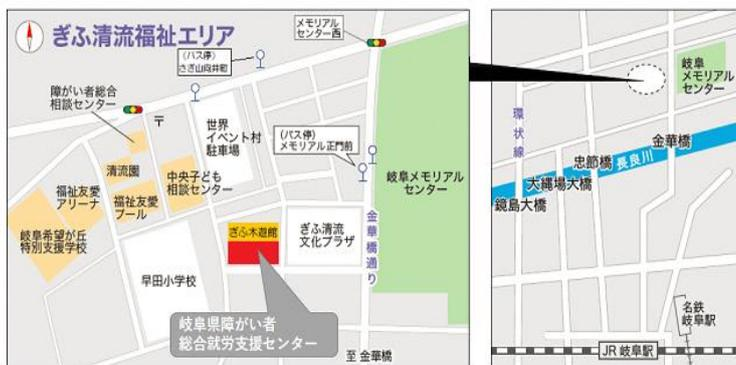 ぎふ清流福祉エリア
メモリアル
センター西
(バス停)
さぎ山向井町
障がい者総合
相談センター
〒
世界
イベント村
駐車場
(バス停)
メモリアル正門前
清流園
中央子ども
相談センター
福祉友愛
アリーナ
福祉友愛
プール
岐阜メモリアル
センター
岐阜希望が丘
特別支援学校
ぎふ木遊館
ぎふ清流
文化プラザ
金華橋通り
早田小学校
岐阜県障がい者
総合就労支援センター
至 金華橋
岐阜
メモリアル
センター
環状線
金華橋
忠節橋
長良川
大縄場大橋
鏡島大橋
名鉄
岐阜駅
JR 岐阜駅